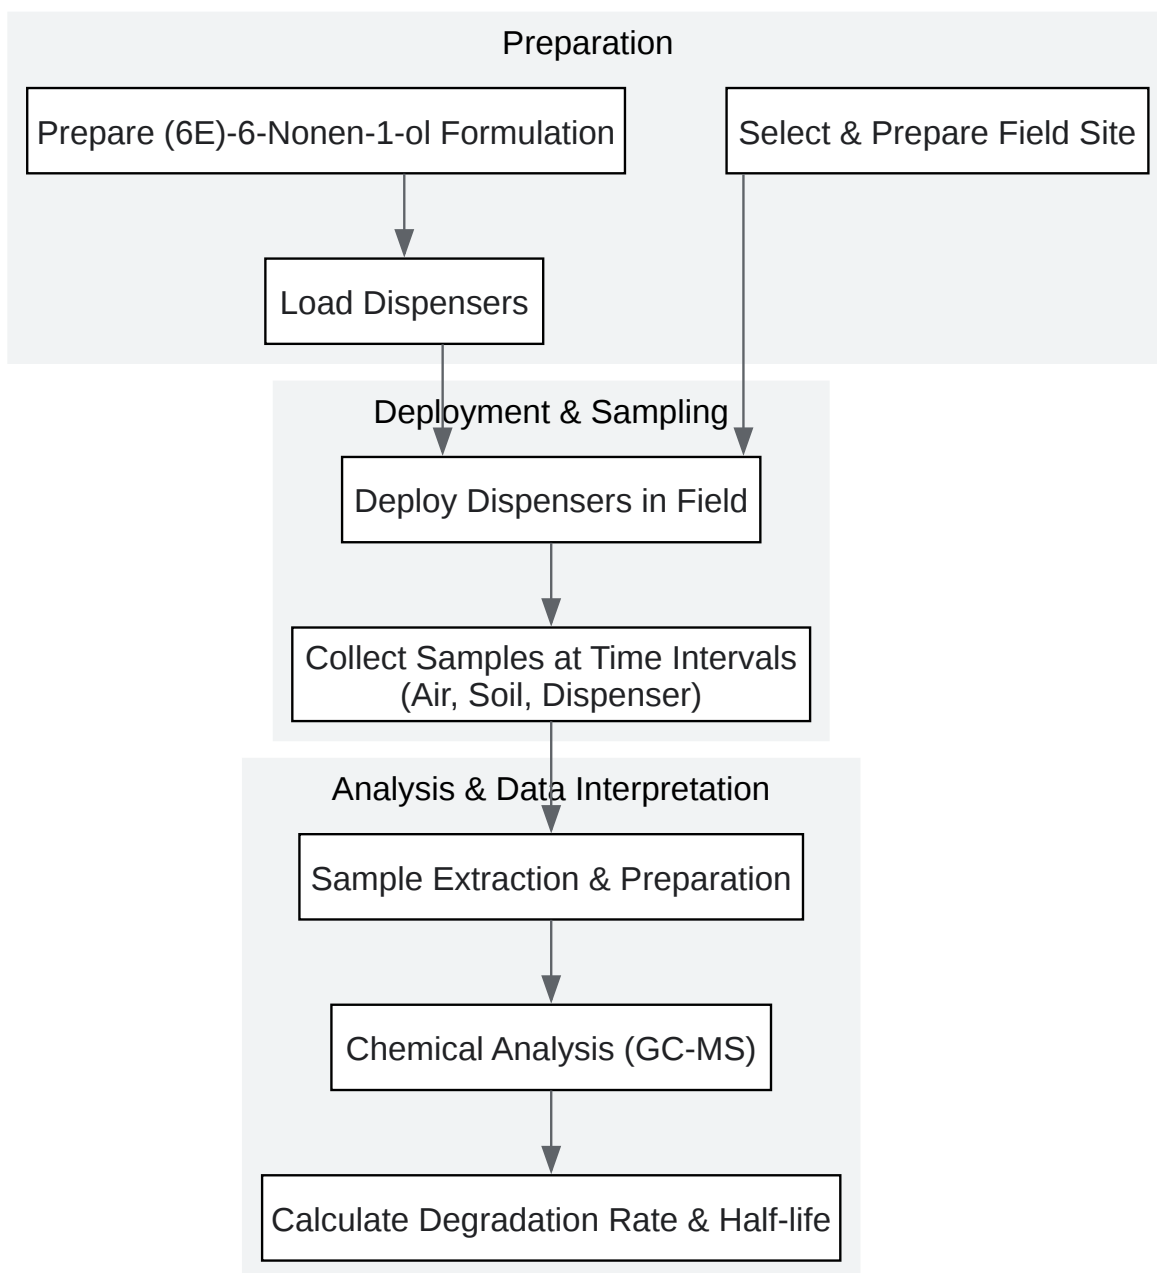 Preparation
Prepare (6E)-6-Nonen-1-ol Formulation
Select & Prepare Field Site
Load Dispensers
Deployment & Sampling
Deploy Dispensers in Field
Collect Samples at Time Intervals
(Air, Soil, Dispenser)
Analysis & Data Interpretation
Sample Extraction & Preparation
Chemical Analysis (GC-MS)
Calculate Degradation Rate & Half-life